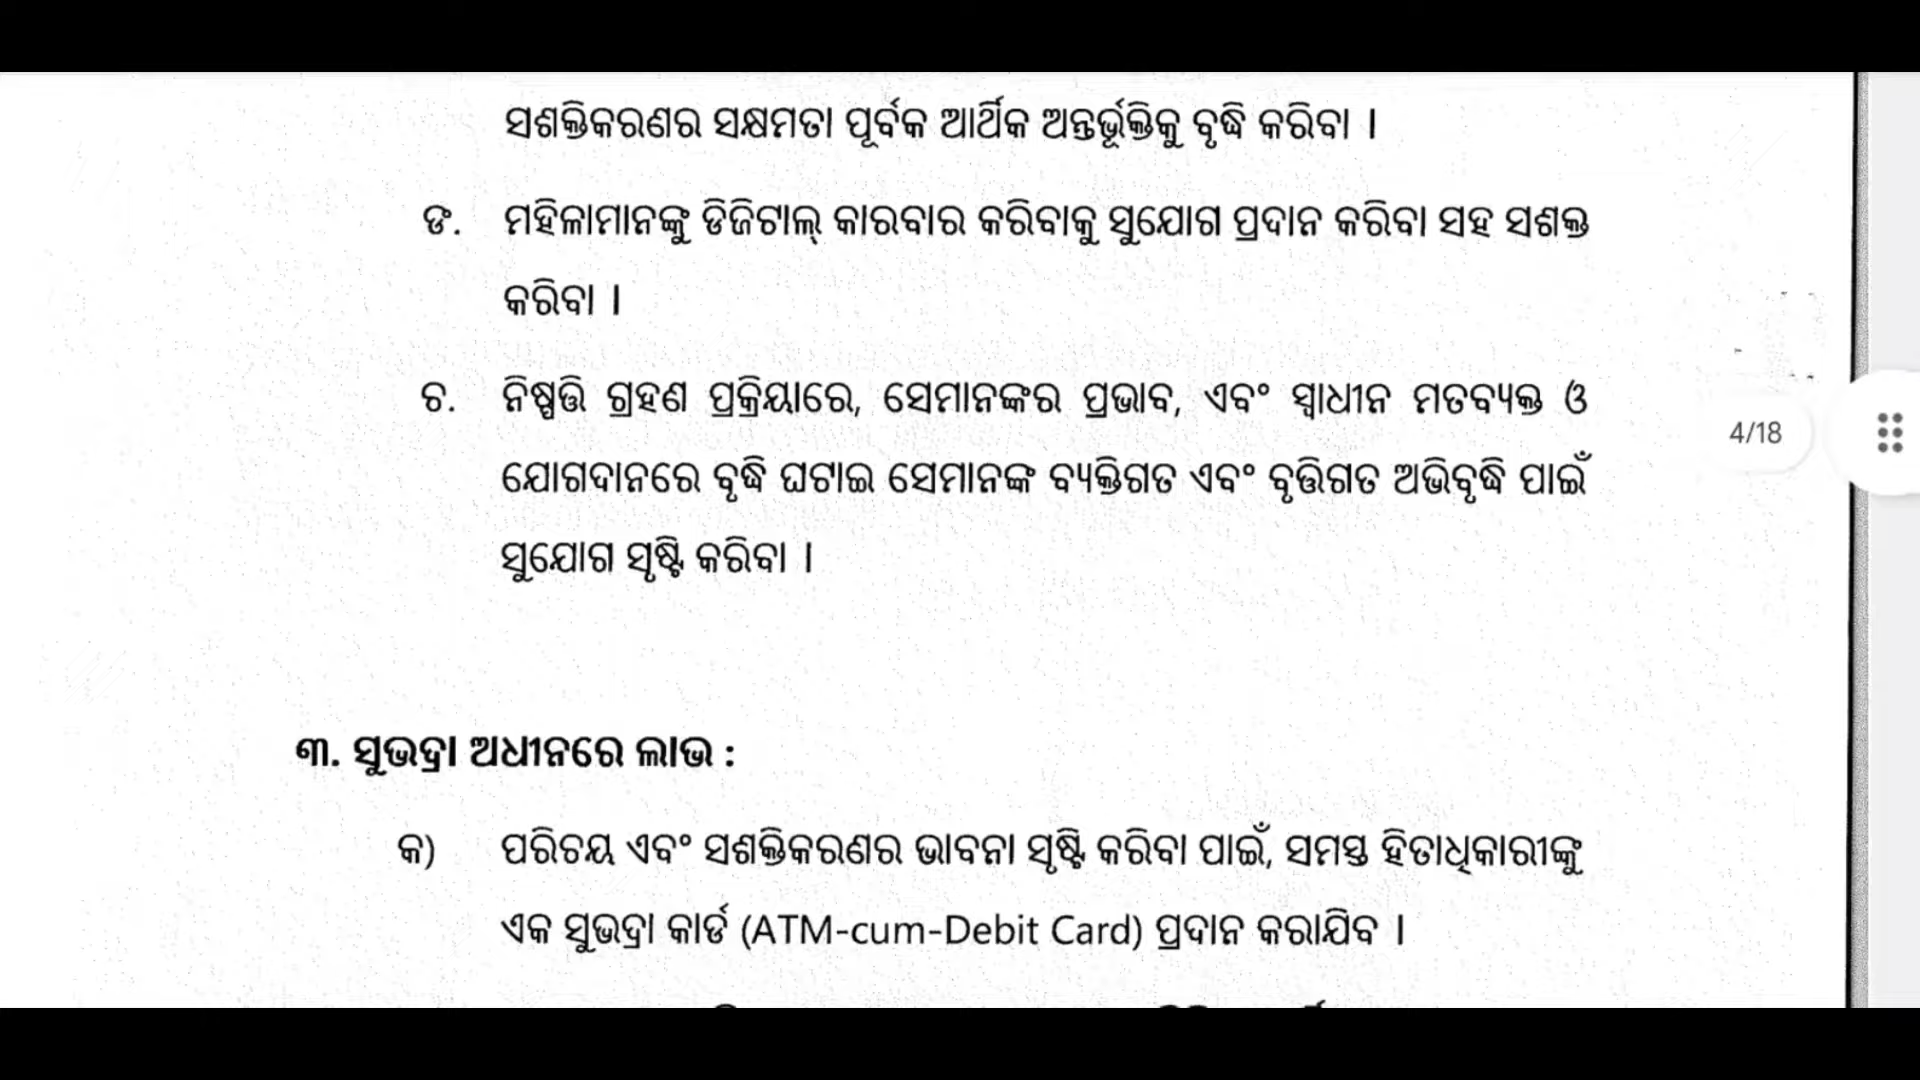 ସଶକ୍ତିକରଣର ସକ୍ଷମତା ପୂର୍ବକ ଆର୍ଥିକ ଅନ୍ତର୍ଭୂକ୍ତିକୁ ବୃଦ୍ଧି କରିବା ।
ଙ. ମହିଳାମାନଙ୍କୁ ଡିଜିଟାଲ୍ କାରବାର କରିବାକୁ ସୁଯୋଗ ପ୍ରଦାନ କରିବା ସହ ସଶକ୍ତ
କରିବା ।
ଚ. ନିଷ୍ପତ୍ତି ଗ୍ରହଣ ପ୍ରକ୍ରିୟାରେ, ସେମାନଙ୍କର ପ୍ରଭାବ, ଏବଂ ସ୍ୱାଧୀନ ମତବ୍ୟକ୍ତ ଓ
4/18
ଯୋଗଦାନରେ ବୃଦ୍ଧି ଘଟାଇ ସେମାନଙ୍କ ବ୍ୟକ୍ତିଗତ ଏବଂ ବୃତ୍ତିଗତ ଅଭିବୃଦ୍ଧି ପାଇଁ
ସୁଯୋଗ ସୃଷ୍ଟି କରିବା ।
୩. ସୁଭଦ୍ରା ଅଧୀନରେ ଲାଭ :
କ) ପରିଚୟ ଏବଂ ସଶକ୍ତିକରଣର ଭାବନା ସୃଷ୍ଟି କରିବା ପାଇଁ, ସମସ୍ତ ହିତାଧିକାରୀଙ୍କୁ
ଏକ ସୁଭଦ୍ରା କାର୍ଡ (ATM-cum-Debit Card) ପ୍ରଦାନ କରାଯିବ ।